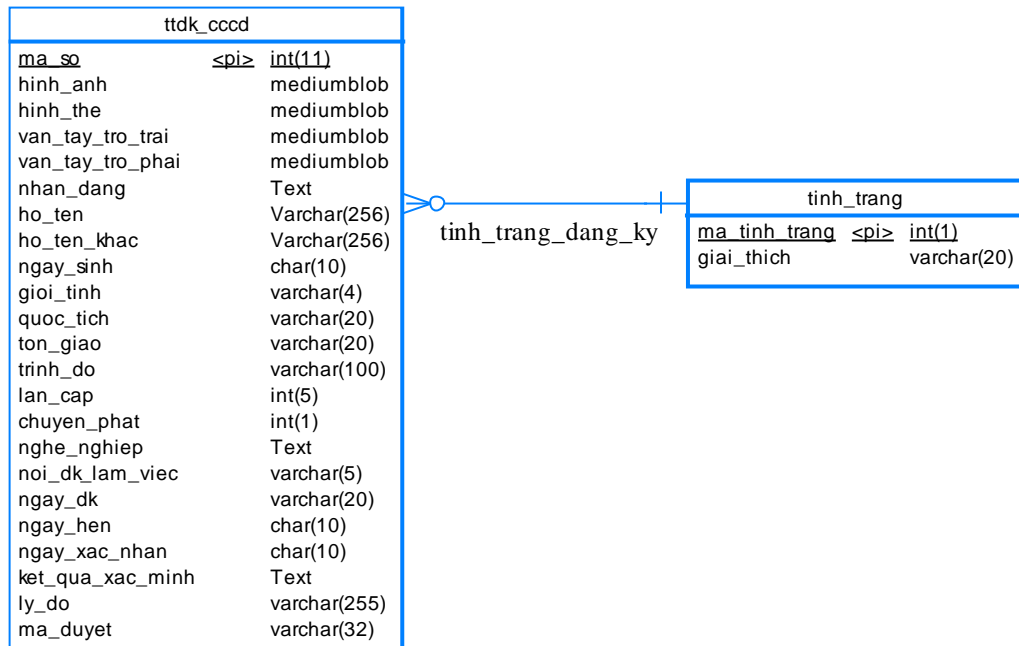 ttdk_cccd
ma_so <pi> int(11)
hinh_anh mediumblob
hinh_the mediumblob
van_tay_tro_trai mediumblob
van_tay_tro_phai mediumblob
nhan_dang Text
ho_ten Varchar(256)
ho_ten_khac Varchar(256)
ngay_sinh char(10)
gioi_tinh varchar(4)
quoc_tich varchar(20)
ton_giao varchar(20)
trinh_do varchar(100)
lan_cap int(5)
chuyen_phat int(1)
nghe_nghiep Text
noi_dk_lam_viec varchar(5)
ngay_dk varchar(20)
ngay_hen char(10)
ngay_xac_nhan char(10)
ket_qua_xac_minh Text
ly_do varchar(255)
ma_duyet varchar(32)
tinh_trang_dang_ky
tinh_trang
ma_tinh_trang <pi> int(1)
giai_thich varchar(20)